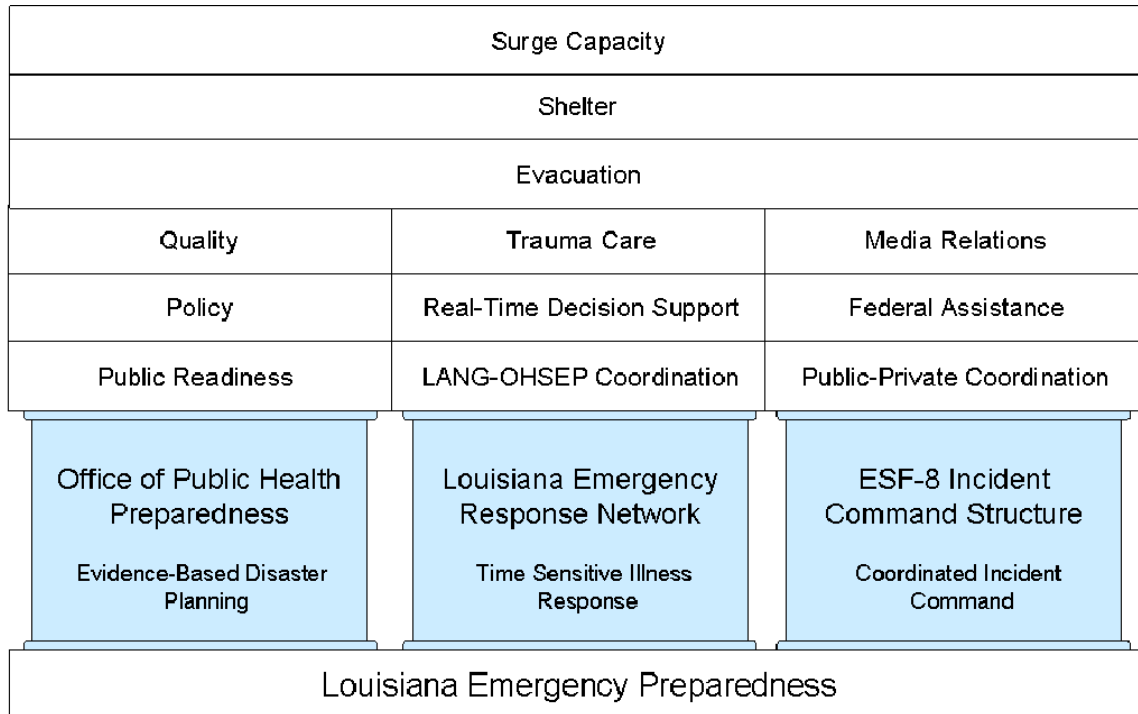 Surge Capacity
Shelter
Evacuation
Quality
Trauma Care
Media Relations
Policy
Real-Time Decision Support
Federal Assistance
Public Readiness
LANG-OHSEP Coordination
Public-Private Coordination
Office of Public Health
Preparedness
Evidence-Based Disaster
Planning
Louisiana Emergency
Response Network
Time Sensitive Illness
Response
ESF-8 Incident
Command Structure
Coordinated Incident
Command
Louisiana Emergency Preparedness